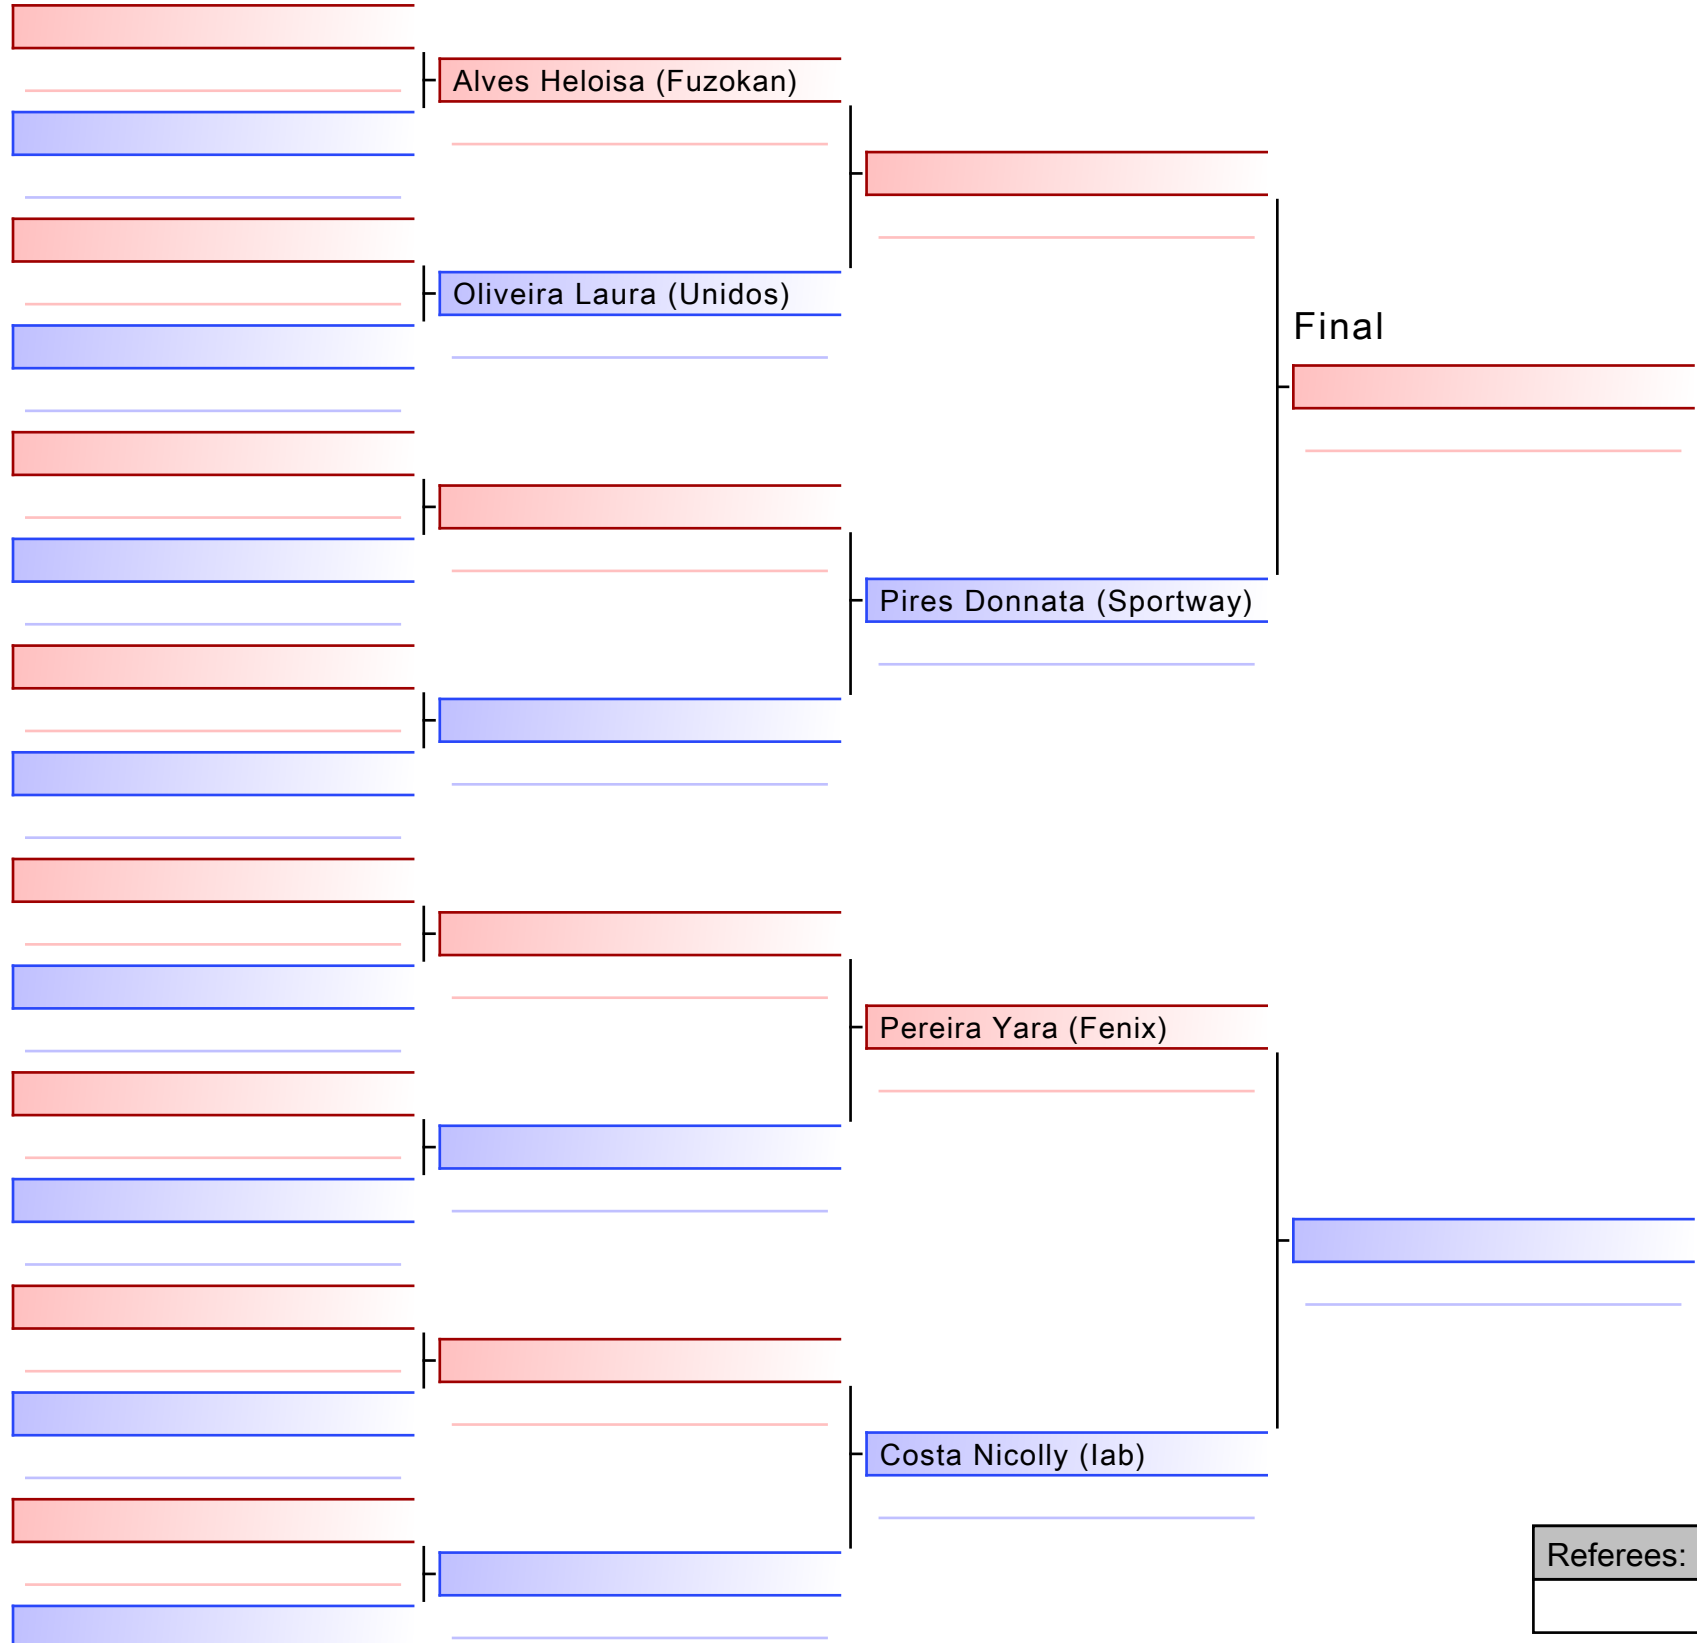 Alves Heloisa (Fuzokan)
Oliveira Laura (Unidos)
Final
Pires Donnata (Sportway)
Pereira Yara (Fenix)
Costa Nicolly (Iab)
Referees: